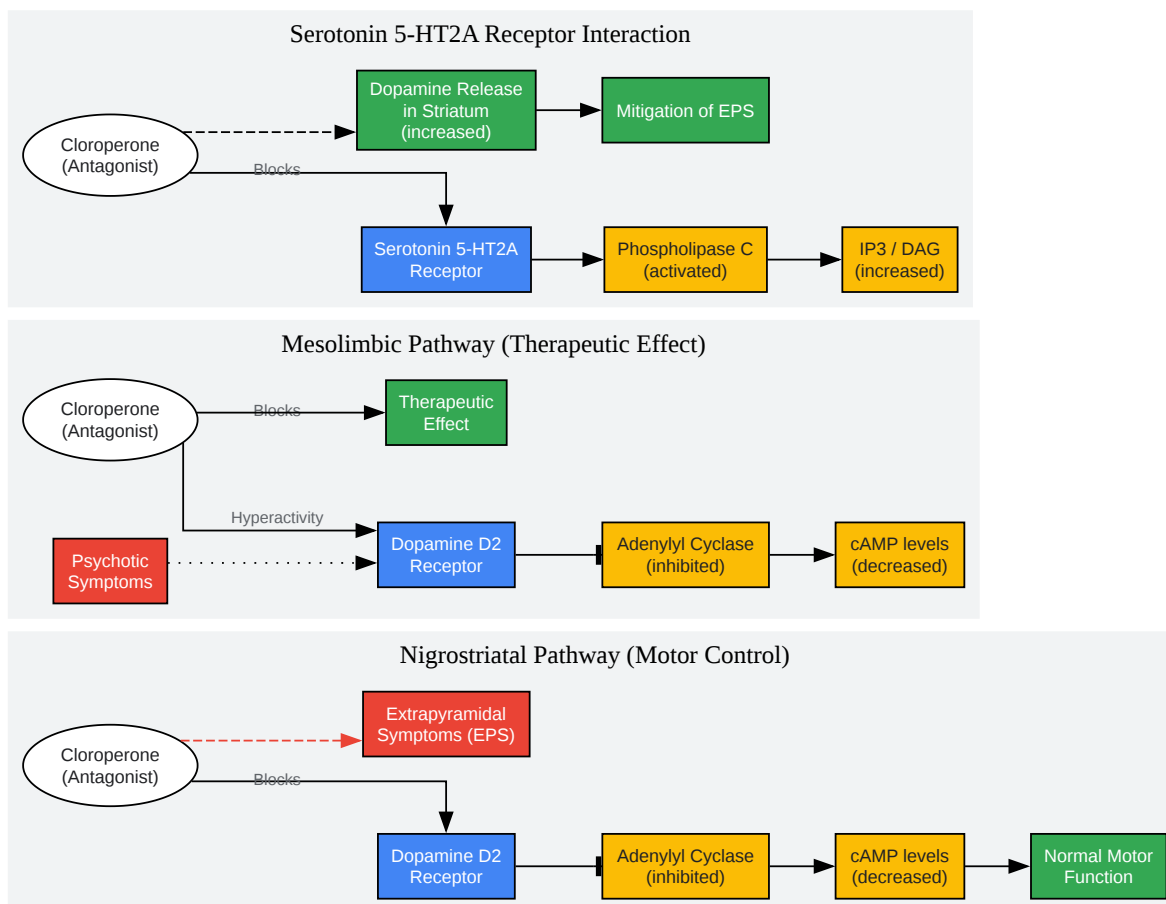 Serotonin 5-HT2A Receptor Interaction
Dopamine Release
in Striatum
(increased)
Mitigation of EPS
Cloroperone
(Antagonist)
Blocks
Serotonin 5-HT2A
Receptor
Phospholipase C
(activated)
IP3 / DAG
(increased)
Mesolimbic Pathway (Therapeutic Effect)
Cloroperone
(Antagonist)
Blocks
Therapeutic
Effect
Hyperactivity
Psychotic
Symptoms
Dopamine D2
Receptor
Adenylyl Cyclase
(inhibited)
cAMP levels
(decreased)
Nigrostriatal Pathway (Motor Control)
Extrapyramidal
Symptoms (EPS)
Cloroperone
(Antagonist)
Blocks
Dopamine D2
Receptor
Adenylyl Cyclase
(inhibited)
cAMP levels
(decreased)
Normal Motor
Function